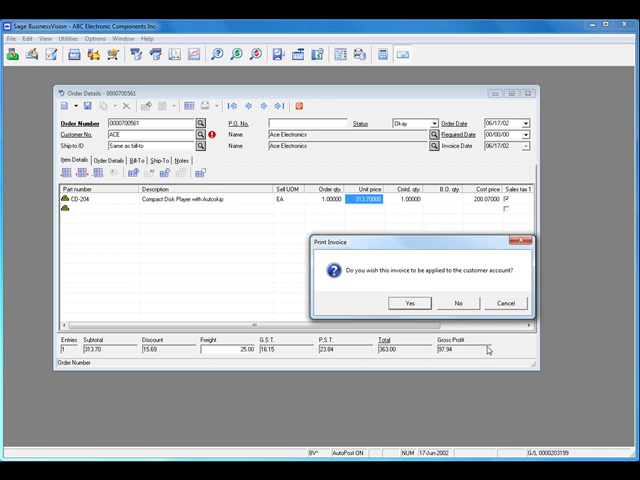 Sage BusinessVision - ABC Electronic Components Inc.
File Edit View Utilities Options Window Help
Order Details - 0000700561
Order Number 0000700561 P.O. No. Status Okay Order Date 06/17/02
Customer No. ACE Name Ace Electronics Required Date 00/00/00
Ship-to ID Same as bill-to Name Ace Electronics Invoice Date 06/17/02
Item Details Order Details Bill-To Ship-To Notes
Part number Description Sell UOM Order qty. Unit price Cmtd. qty. B.O. qty. Cost price Sales tax 1
CD-204 Compact Disk Player with Autoskip EA 1.00000 313.70000 1.00000 200.07000
Print Invoice
Do you wish this invoice to be applied to the customer account?
Yes No Cancel
Entries Subtotal Discount Freight G.S.T. P.S.T. Total Gross Profit
1 313.70 15.69 25.00 16.15 23.84 363.00 97.94
Order Number
BV* AutoPost ON NUM 17-Jun-2002 G/L 0000203199